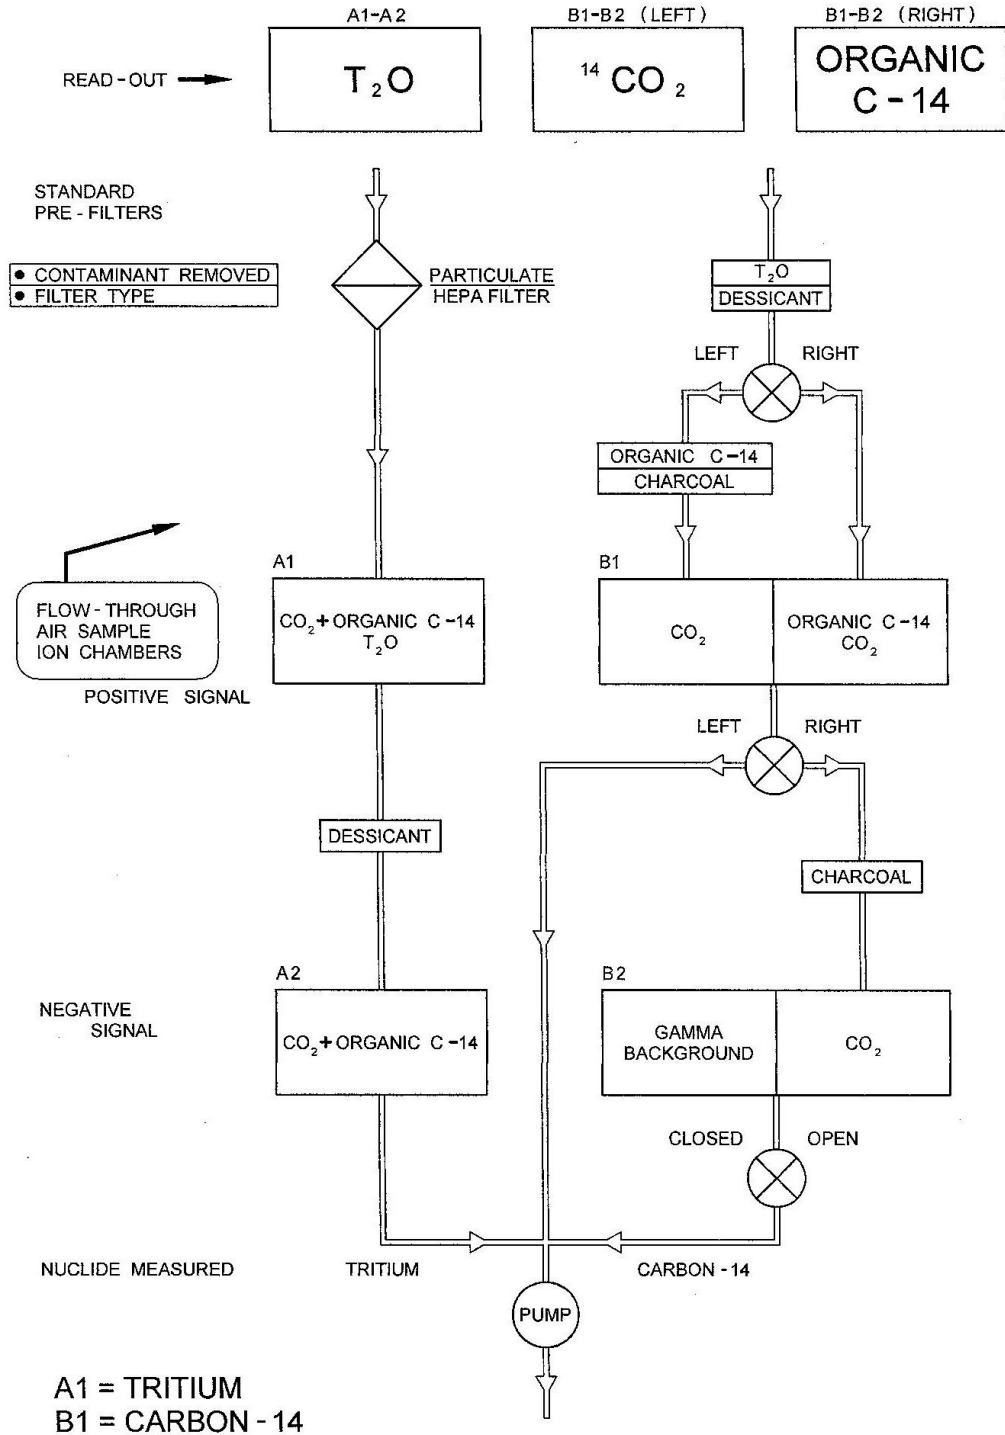 A1-A2
B1-B2 (LEFT)
B1-B2 (RIGHT)
READ-OUT
T₂O
¹⁴CO₂
ORGANIC
C-14
STANDARD
PRE-FILTERS
• CONTAMINANT REMOVED
• FILTER TYPE
PARTICULATE
HEPA FILTER
T₂O
DESSICANT
LEFT
RIGHT
ORGANIC C-14
CHARCOAL
FLOW-THROUGH
AIR SAMPLE
ION CHAMBERS
POSITIVE SIGNAL
A1
CO₂+ORGANIC C-14
T₂O
B1
CO₂
ORGANIC C-14
CO₂
LEFT
RIGHT
DESSICANT
CHARCOAL
NEGATIVE
SIGNAL
A2
CO₂+ORGANIC C-14
B2
GAMMA
BACKGROUND
CO₂
CLOSED
OPEN
NUCLIDE MEASURED
TRITIUM
CARBON-14
PUMP
A1 = TRITIUM
B1 = CARBON-14